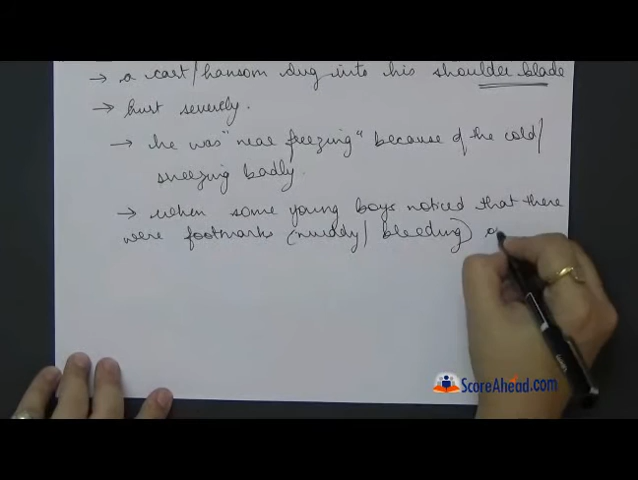 → a cart/hansom dug into his shoulder blade
→ hurt severely.
→ he was "near freezing" because of the cold/
sneezing badly.
→ when some young boys noticed that there
were footmarks (muddy/bleeding)
ScoreAhead.com